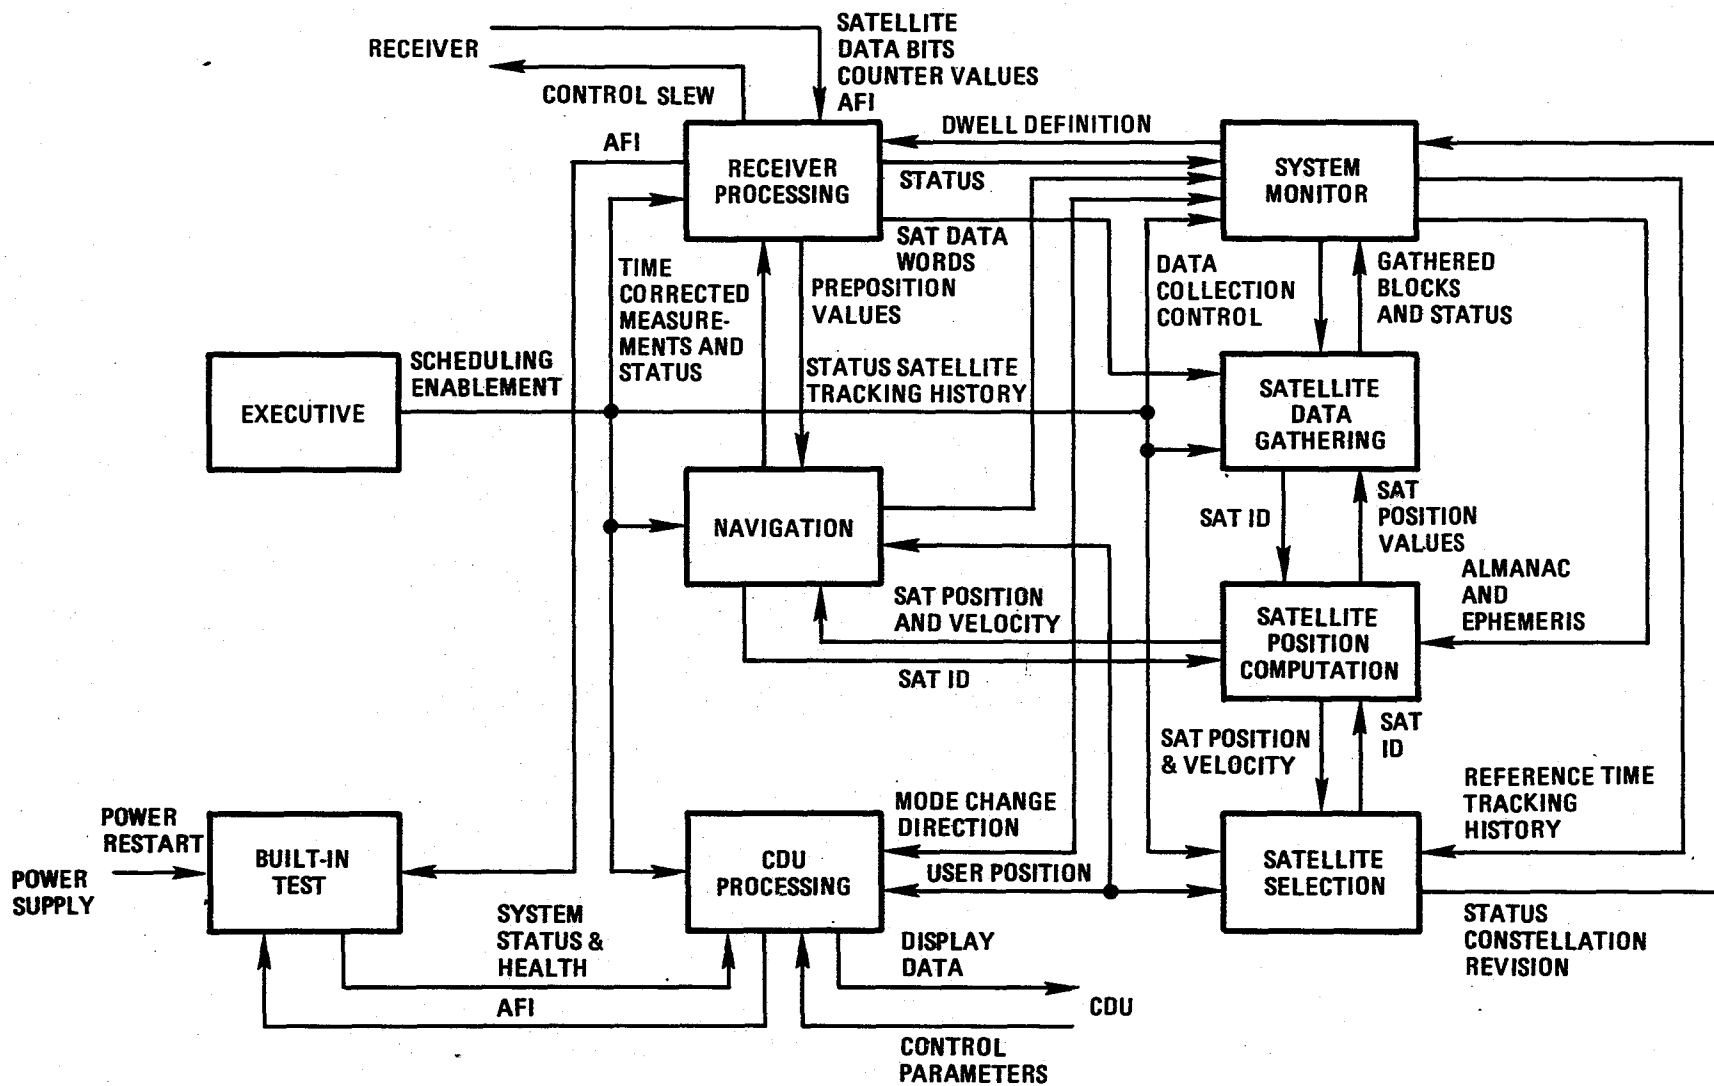 RECEIVER
SATELLITE
DATA BITS
COUNTER VALUES
AFI
CONTROL SLEW
AFI
RECEIVER
PROCESSING
DWELL DEFINITION
STATUS
SYSTEM
MONITOR
SAT DATA
WORDS
TIME
CORRECTED
MEASURE-
MENTS AND
STATUS
PREPOSITION
VALUES
DATA
COLLECTION
CONTROL
GATHERED
BLOCKS
AND STATUS
EXECUTIVE
SCHEDULING
ENABLEMENT
STATUS SATELLITE
TRACKING HISTORY
SATELLITE
DATA
GATHERING
NAVIGATION
SAT ID
SAT
POSITION
VALUES
SAT POSITION
AND VELOCITY
SAT ID
SATELLITE
POSITION
COMPUTATION
ALMANAC
AND
EPHEMERIS
SAT POSITION
& VELOCITY
SAT
ID
REFERENCE TIME
TRACKING
HISTORY
POWER
RESTART
POWER
SUPPLY
BUILT-IN
TEST
CDU
PROCESSING
MODE CHANGE
DIRECTION
USER POSITION
SATELLITE
SELECTION
STATUS
CONSTELLATION
REVISION
SYSTEM
STATUS &
HEALTH
AFI
DISPLAY
DATA
CDU
CONTROL
PARAMETERS